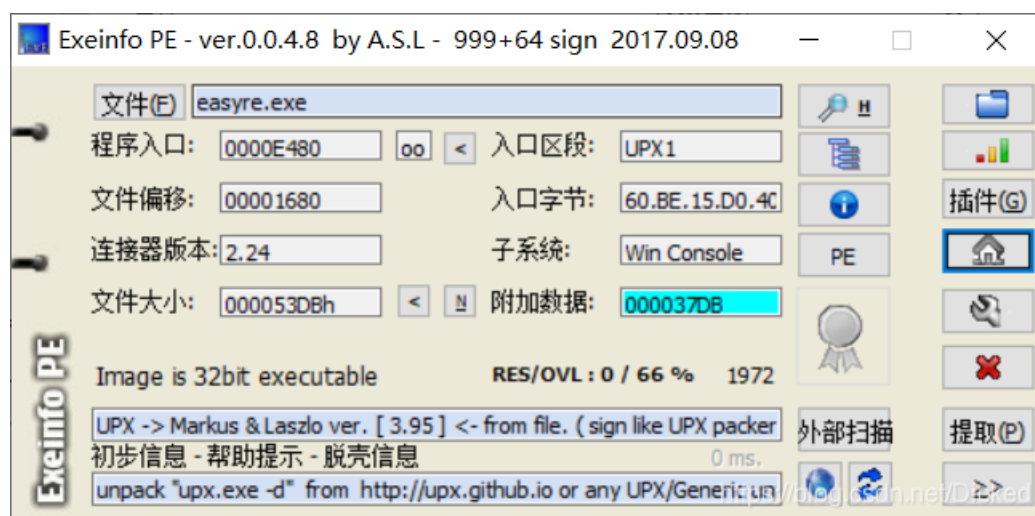 Exeinfo PE - ver.0.0.4.8 by A.S.L - 999+64 sign 2017.09.08
文件(F) easyre.exe H
程序入口: 0000E480 oo < 入口区段: UPX1
文件偏移: 00001680 入口字节: 60.BE.15.D0.4C 插件(G)
连接器版本: 2.24 子系统: Win Console PE
文件大小: 000053DBh < N 附加数据: 000037DB
Image is 32bit executable RES/OVL : 0 / 66 % 1972
UPX -> Markus & Laszlo ver. [ 3.95 ] <- from file. ( sign like UPX packer 外部扫描 提取(P)
初步信息 - 帮助提示 - 脱壳信息 0 ms.
unpack "upx.exe -d" from http://upx.github.io or any UPX/Generic un >>
Exeinfo PE
https://blog.csdn.net/Dicked